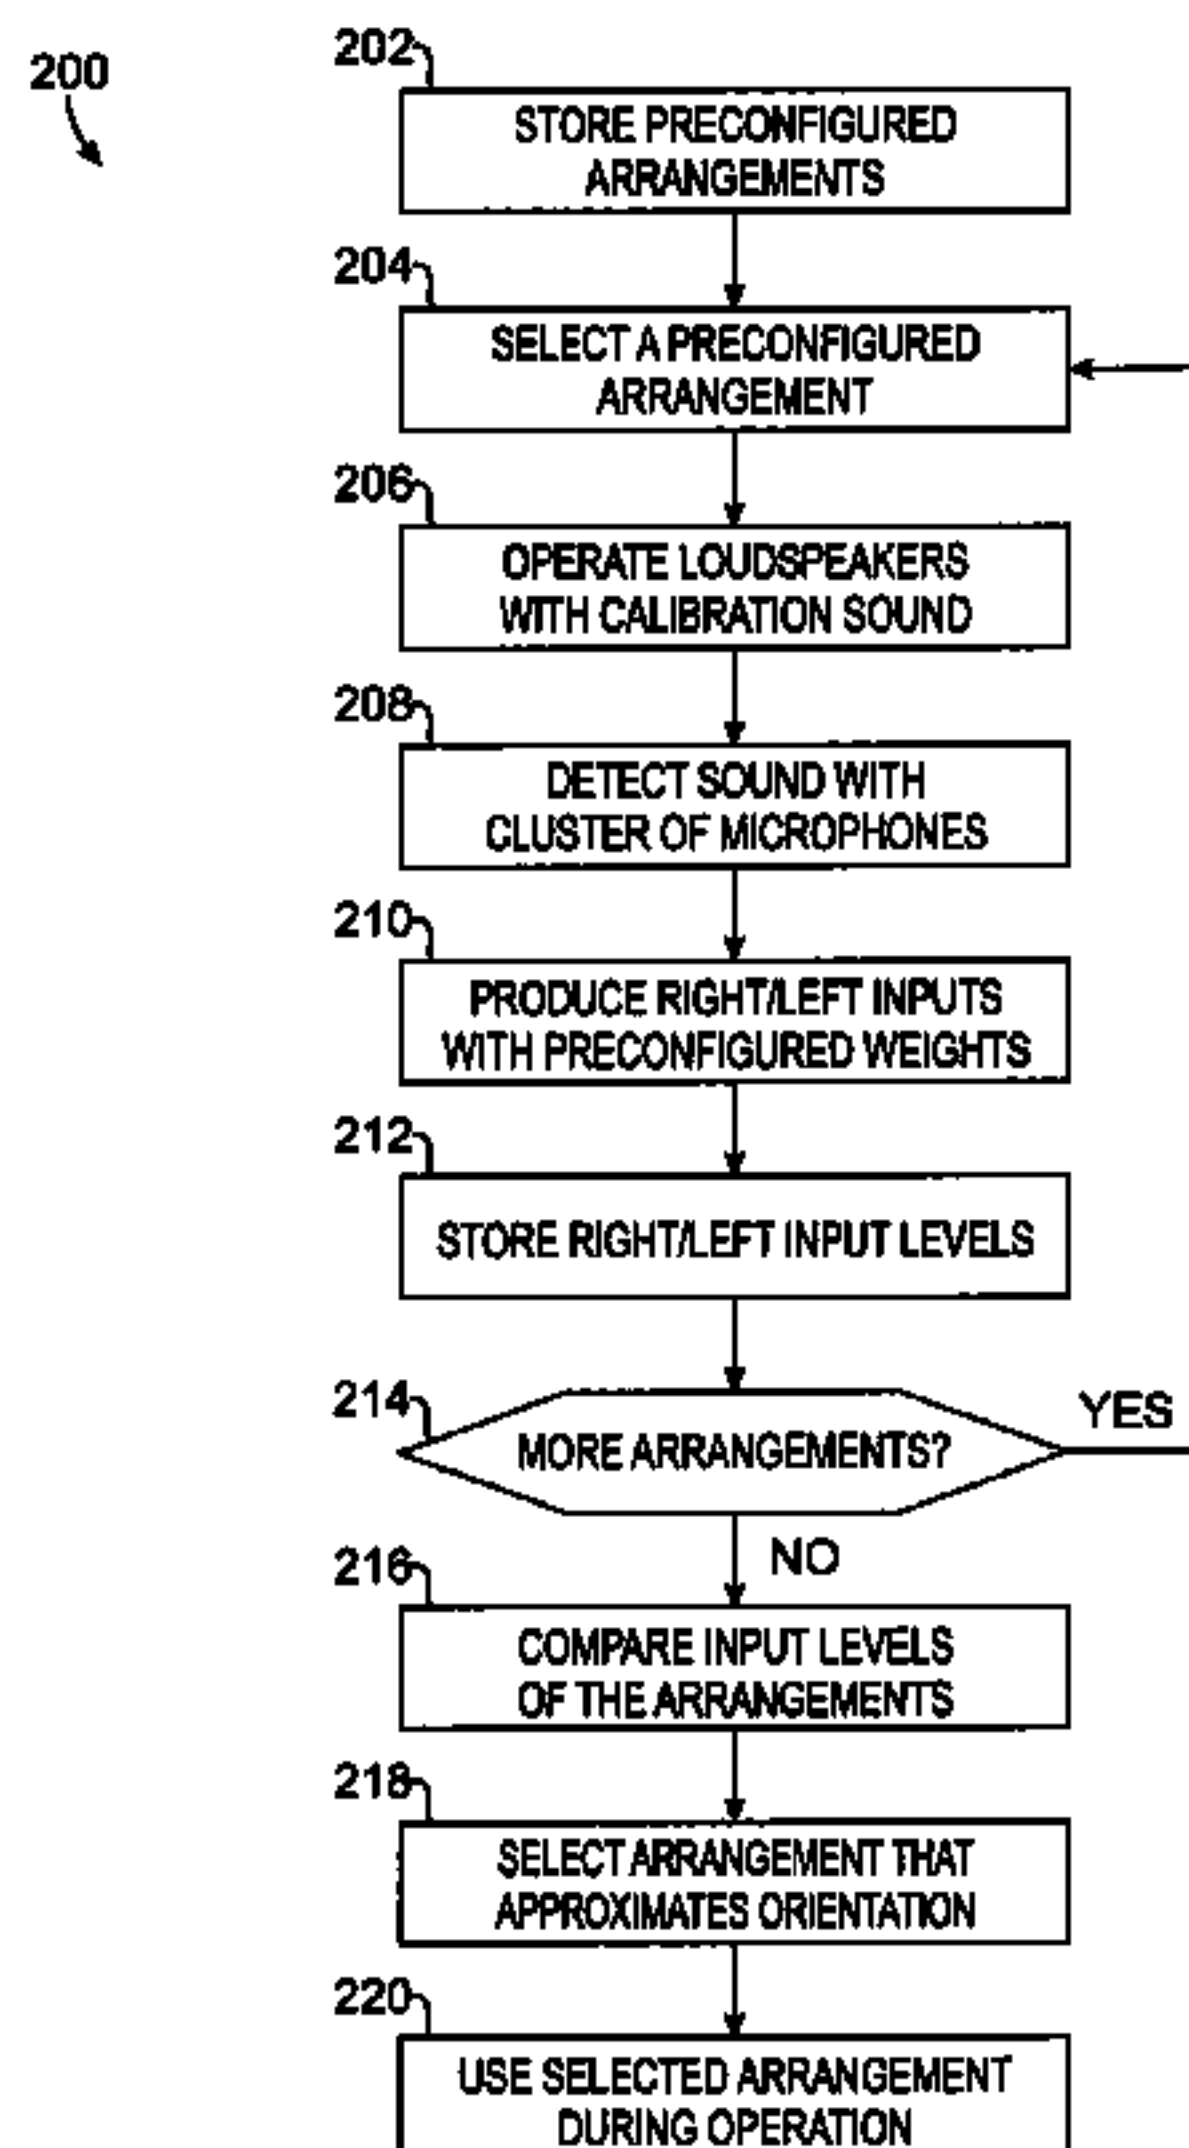 200
202
STORE PRECONFIGURED
ARRANGEMENTS
204
SELECT A PRECONFIGURED
ARRANGEMENT
206
OPERATE LOUDSPEAKERS
WITH CALIBRATION SOUND
208
DETECT SOUND WITH
CLUSTER OF MICROPHONES
210
PRODUCE RIGHT/LEFT INPUTS
WITH PRECONFIGURED WEIGHTS
212
STORE RIGHT/LEFT INPUT LEVELS
214
MORE ARRANGEMENTS?
YES
NO
216
COMPARE INPUT LEVELS
OF THE ARRANGEMENTS
218
SELECT ARRANGEMENT THAT
APPROXIMATES ORIENTATION
220
USE SELECTED ARRANGEMENT
DURING OPERATION